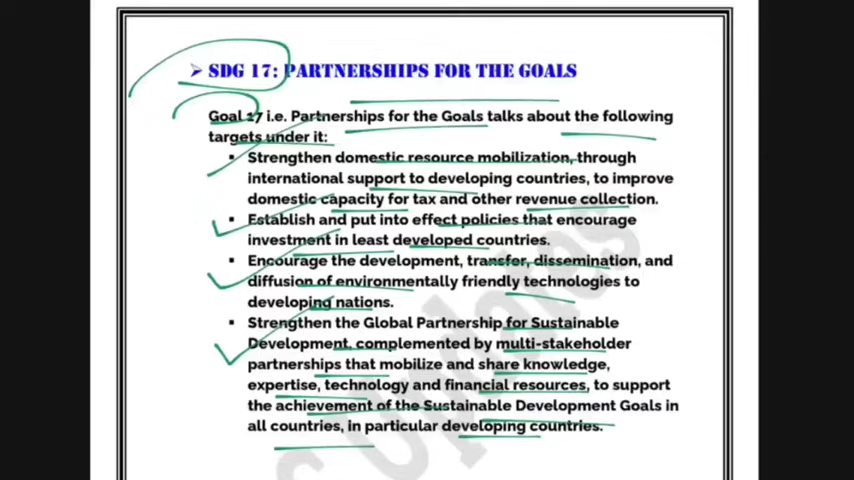 ➢ SDG 17: PARTNERSHIPS FOR THE GOALS
Goal 17 i.e. Partnerships for the Goals talks about the following
targets under it:
▪ Strengthen domestic resource mobilization, through
international support to developing countries, to improve
domestic capacity for tax and other revenue collection.
▪ Establish and put into effect policies that encourage
investment in least developed countries.
▪ Encourage the development, transfer, dissemination, and
diffusion of environmentally friendly technologies to
developing nations.
▪ Strengthen the Global Partnership for Sustainable
Development, complemented by multi-stakeholder
partnerships that mobilize and share knowledge,
expertise, technology and financial resources, to support
the achievement of the Sustainable Development Goals in
all countries, in particular developing countries.